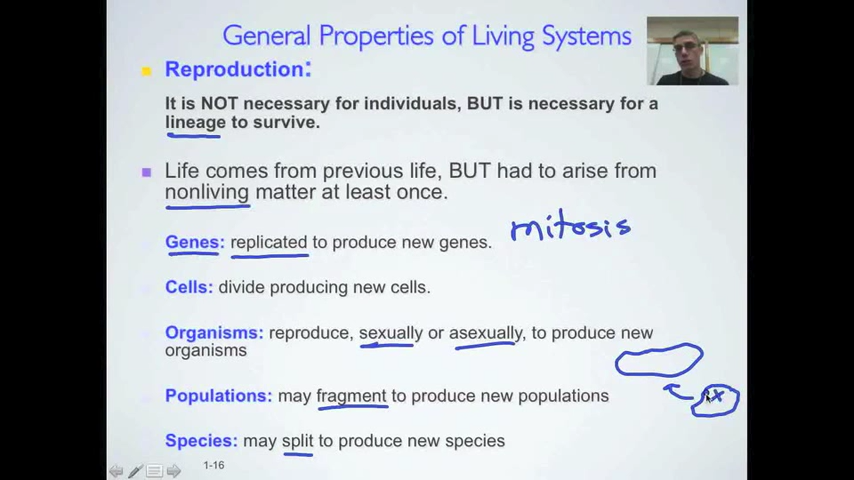 General Properties of Living Systems
Reproduction:
It is NOT necessary for individuals, BUT is necessary for a
lineage to survive.
Life comes from previous life, BUT had to arise from
nonliving matter at least once.
mitosis
Genes: replicated to produce new genes.
Cells: divide producing new cells.
Organisms: reproduce, sexually or asexually, to produce new
organisms
Populations: may fragment to produce new populations
Species: may split to produce new species
1-16